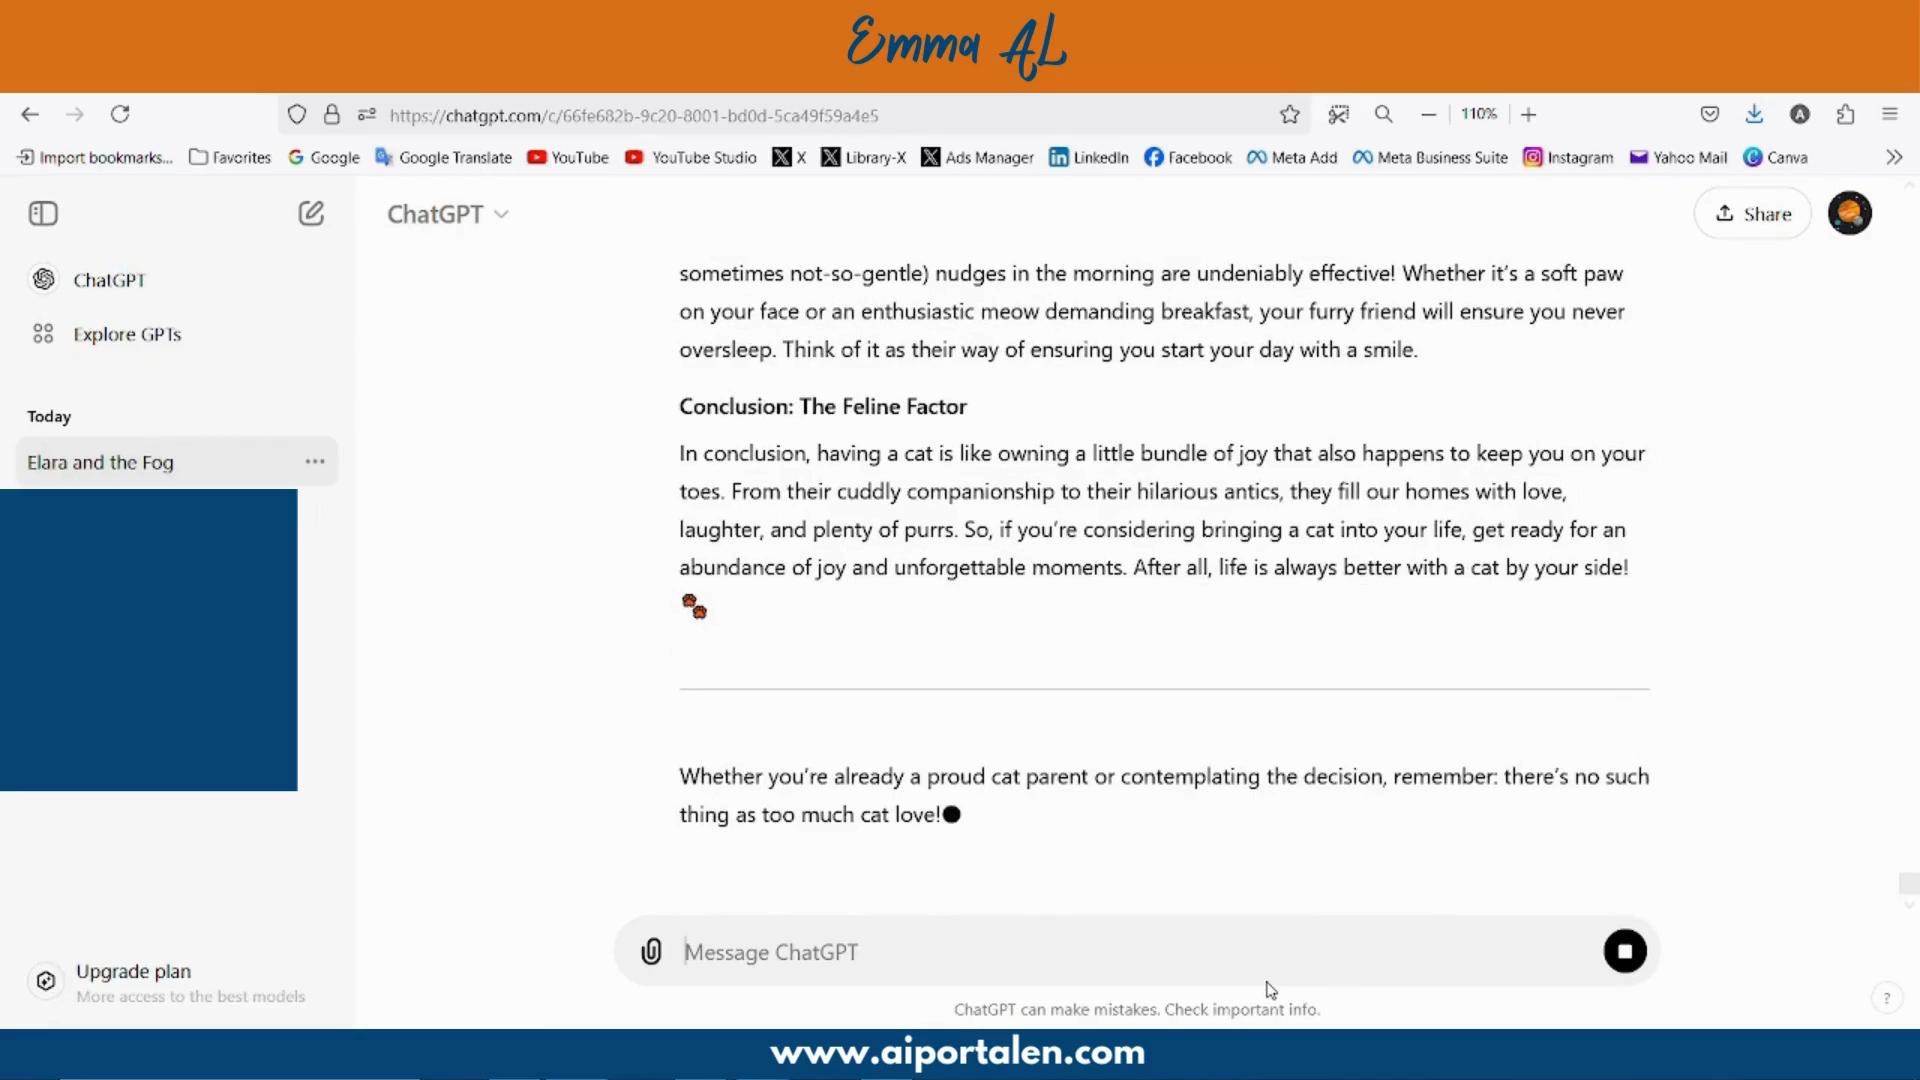 Emma AL
https://chatgpt.com/c/66fe682b-9c20-8001-bd0d-5ca49f59a4e5
110%
Import bookmarks... Favorites Google Google Translate YouTube YouTube Studio X Library-X Ads Manager LinkedIn Facebook Meta Add Meta Business Suite Instagram Yahoo Mail Canva
ChatGPT
Share
ChatGPT
Explore GPTs
Today
Elara and the Fog
sometimes not-so-gentle) nudges in the morning are undeniably effective! Whether it's a soft paw
on your face or an enthusiastic meow demanding breakfast, your furry friend will ensure you never
oversleep. Think of it as their way of ensuring you start your day with a smile.
Conclusion: The Feline Factor
In conclusion, having a cat is like owning a little bundle of joy that also happens to keep you on your
toes. From their cuddly companionship to their hilarious antics, they fill our homes with love,
laughter, and plenty of purrs. So, if you're considering bringing a cat into your life, get ready for an
abundance of joy and unforgettable moments. After all, life is always better with a cat by your side!
Whether you're already a proud cat parent or contemplating the decision, remember: there's no such
thing as too much cat love!
Upgrade plan
More access to the best models
Message ChatGPT
ChatGPT can make mistakes. Check important info.
?
www.aiportalen.com